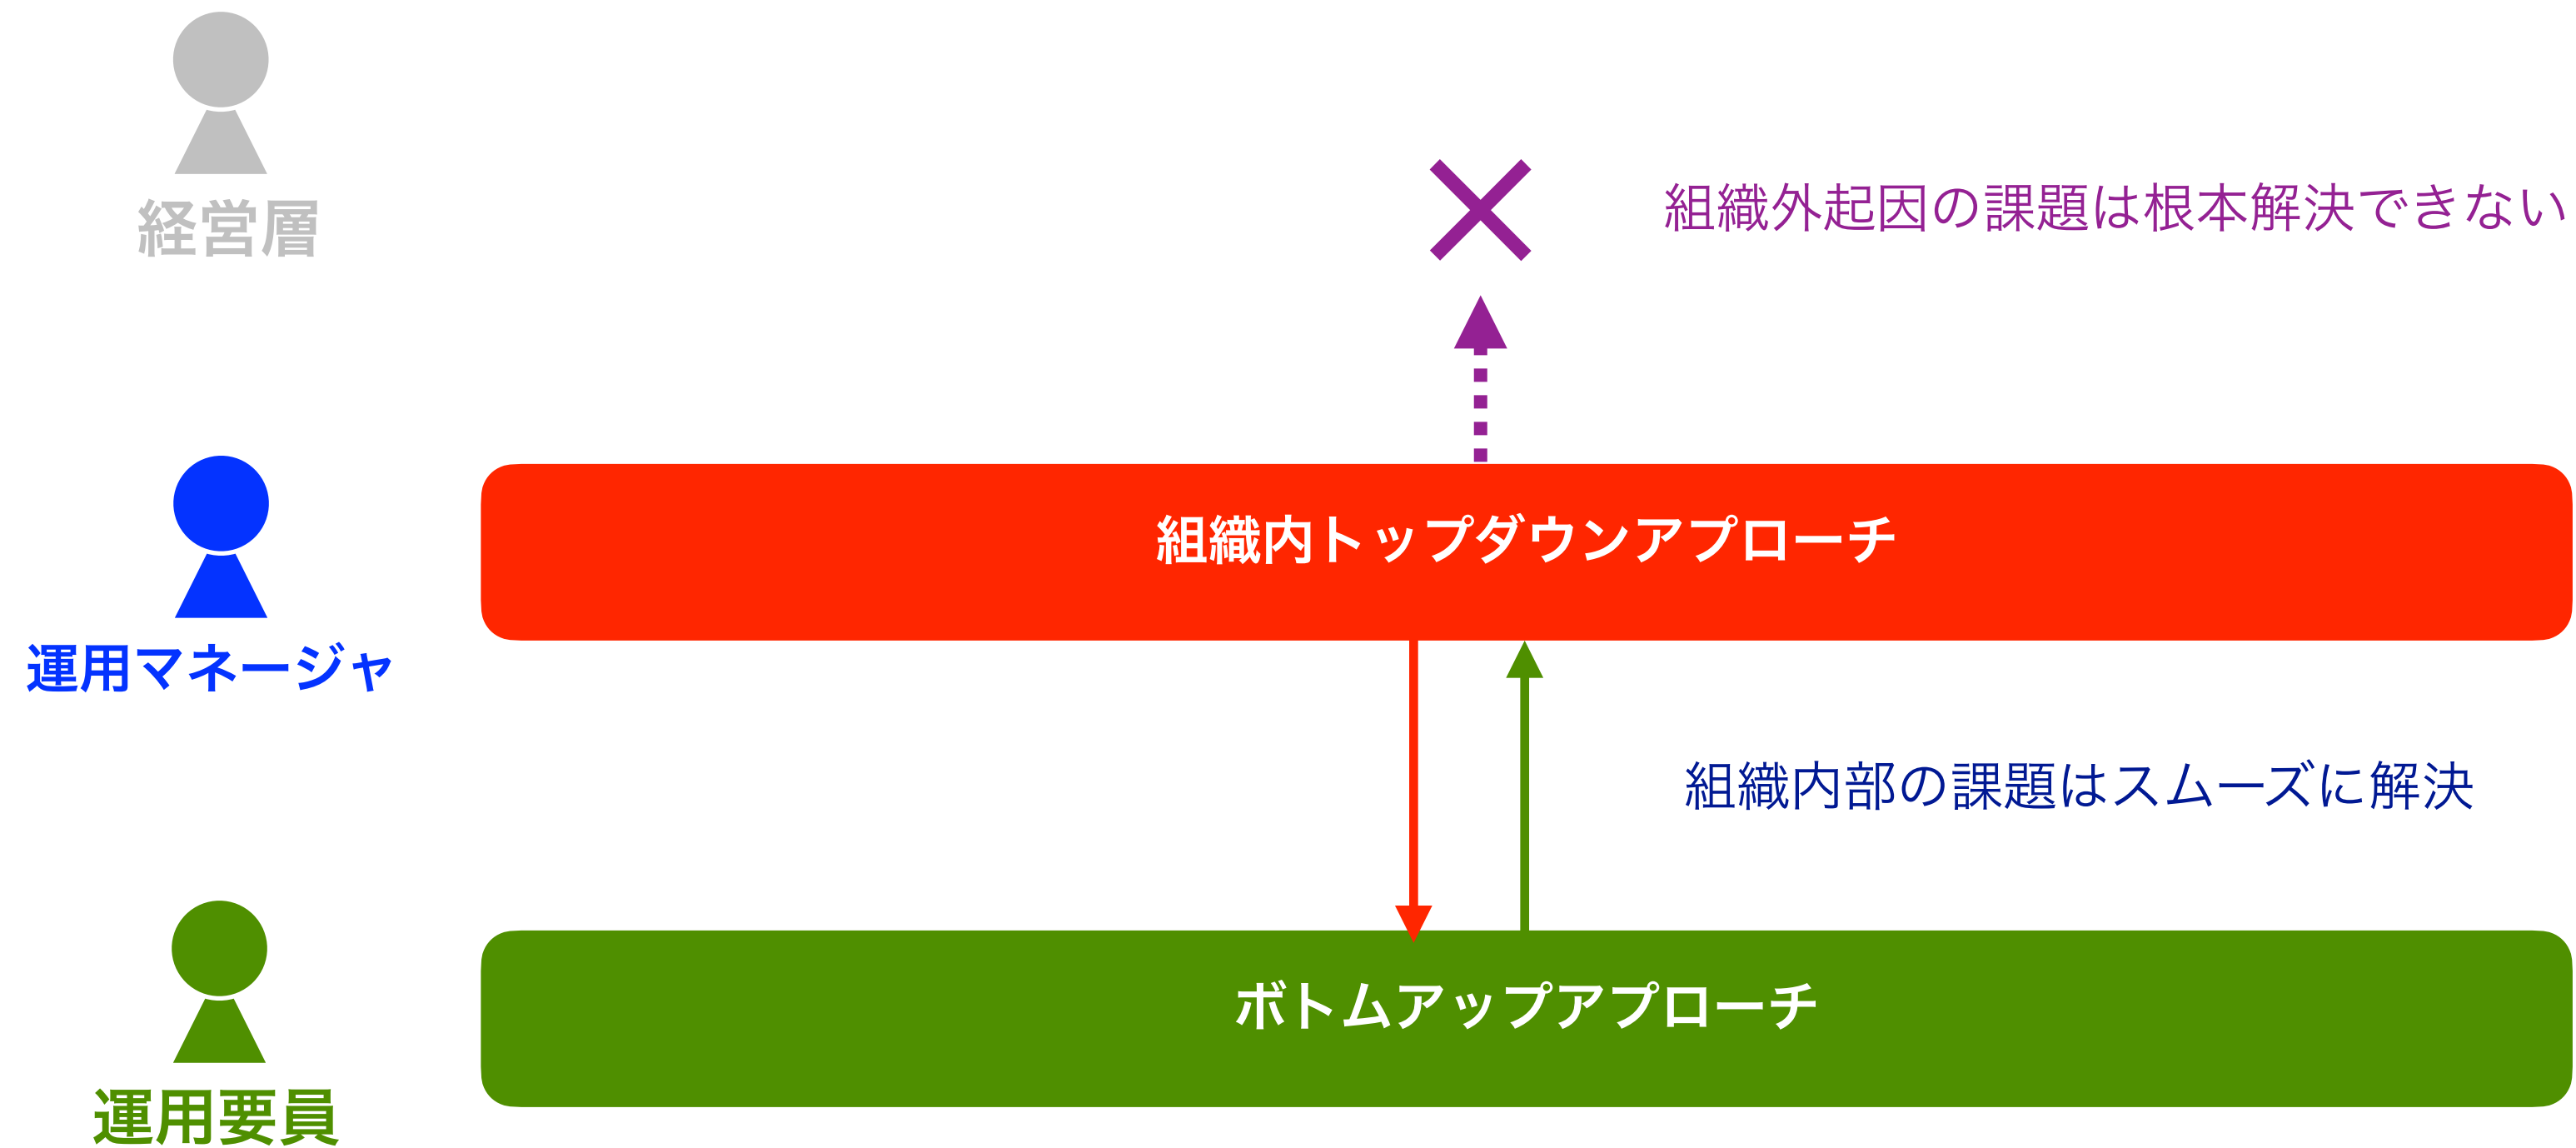 経営層
組織外起因の課題は根本解決できない
組織内トップダウンアプローチ
運用マネージャ
組織内部の課題はスムーズに解決
ボトムアップアプローチ
運用要員